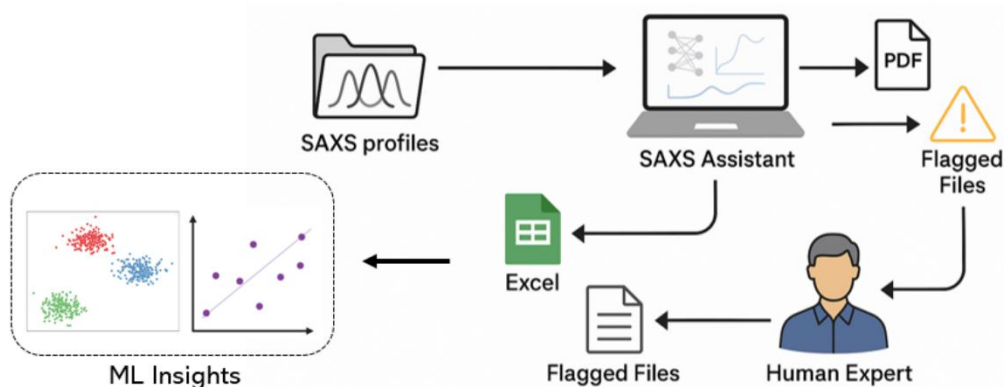 SAXS profiles
SAXS Assistant
PDF
Flagged
Files
Excel
Flagged Files
Human Expert
ML Insights